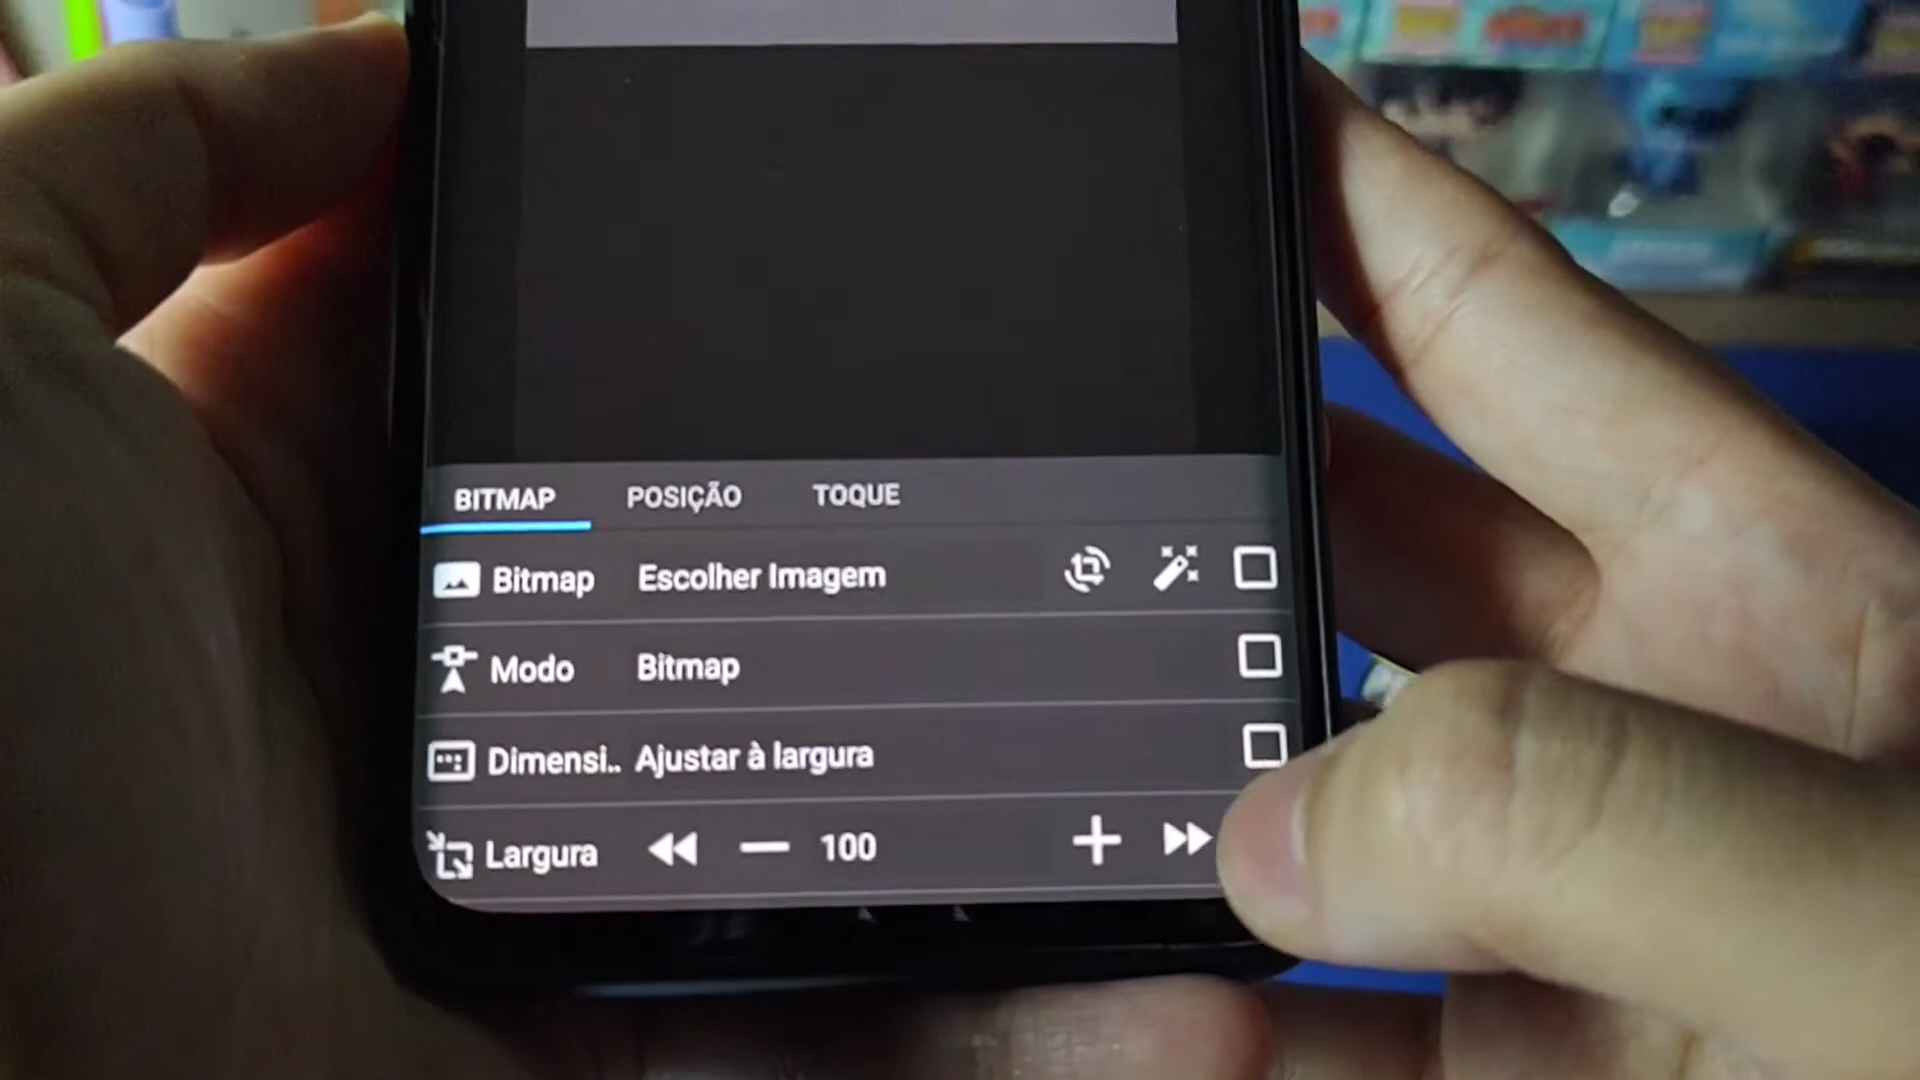 BITMAP POSIÇÃO TOQUE
Bitmap Escolher Imagem
Modo Bitmap
Dimensi.. Ajustar à largura
Largura 100